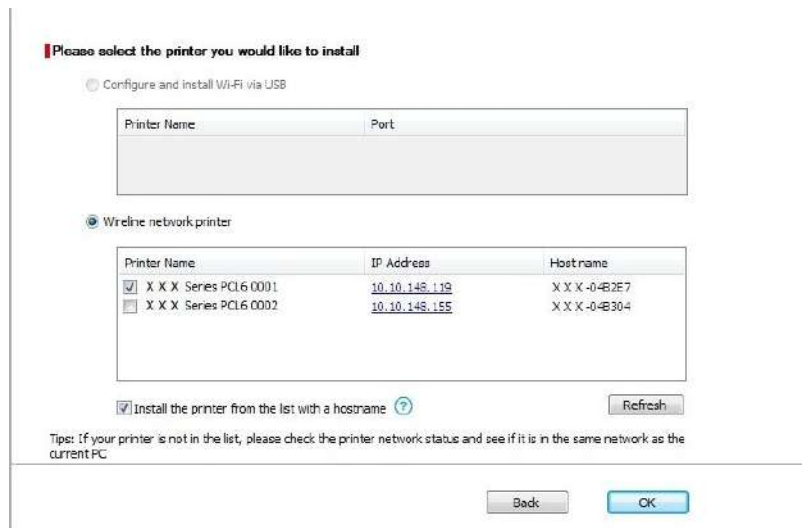 Please select the printer you would like to install
Configure and install Wi-Fi via USB
Printer Name Port
Wireline network printer
Printer Name IP Address Host name
X X X Series PCL6 0001 10.10.148.119 X X X -04B2E7
X X X Series PCL6 0002 10.10.148.155 X X X -04B304
Install the printer from the list with a hostname ? Refresh
Tips: If your printer is not in the list, please check the printer network status and see if it is in the same network as the
current PC
Back OK